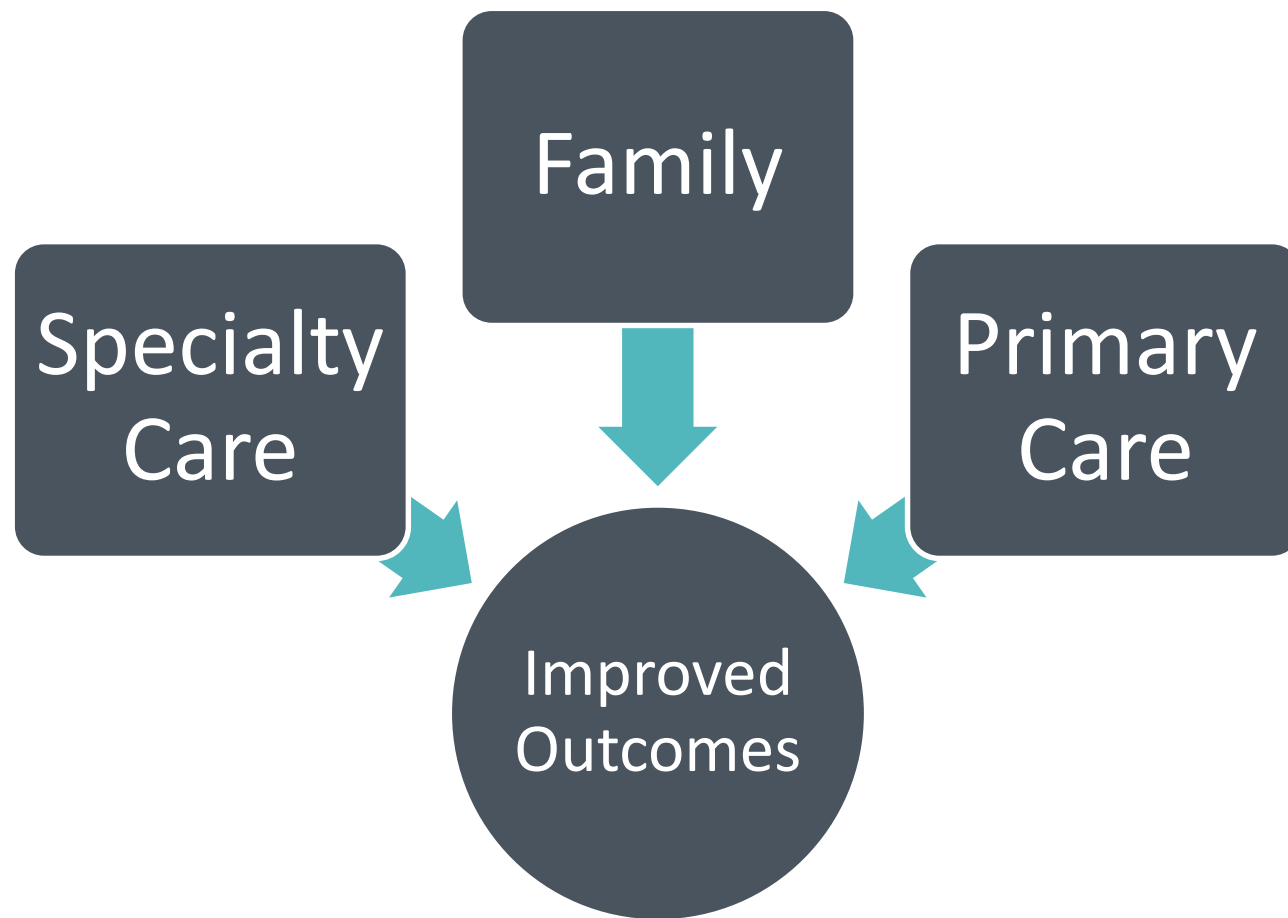 Family
Specialty
Care
Primary
Care
Improved
Outcomes